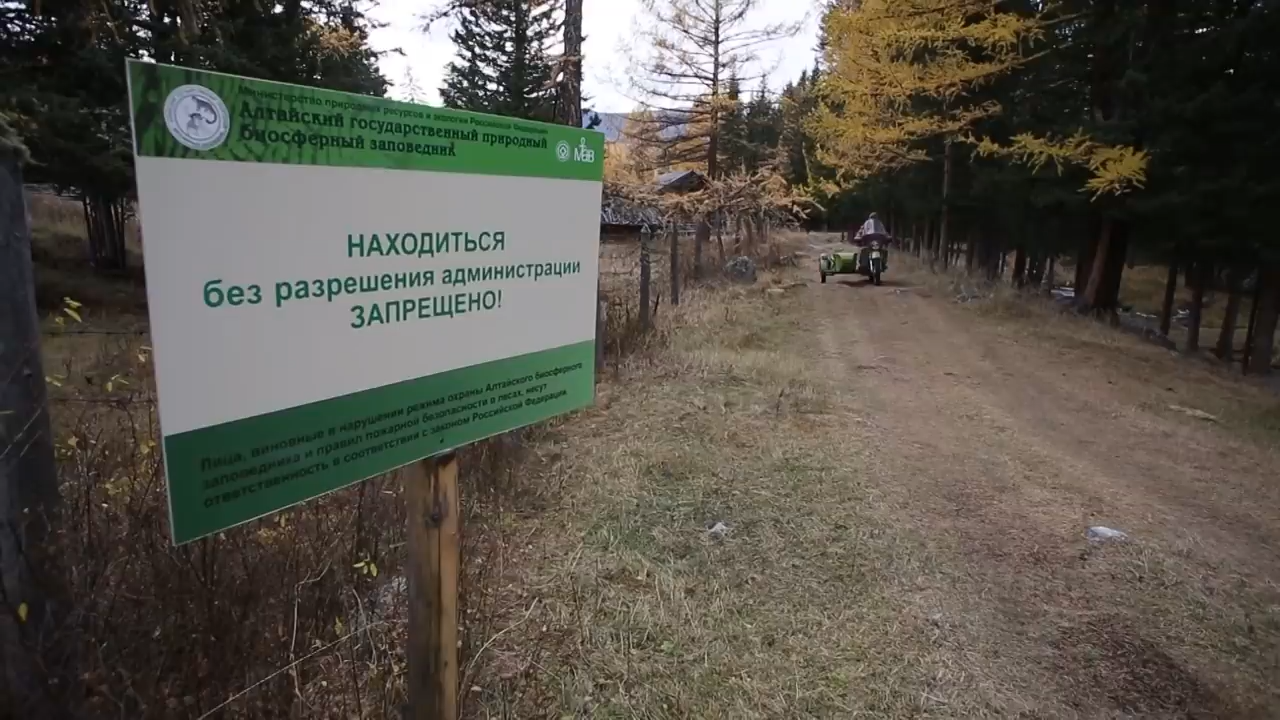 Министерство природных ресурсов и экологии Российской Федерации
Алтайский государственный природный
биосферный заповедник
MaB
НАХОДИТЬСЯ
без разрешения администрации
ЗАПРЕЩЕНО!
Лица, виновные в нарушении режима охраны Алтайского биосферного
заповедника и правил пожарной безопасности в лесах, несут
ответственность в соответствии с законом Российской Федерации